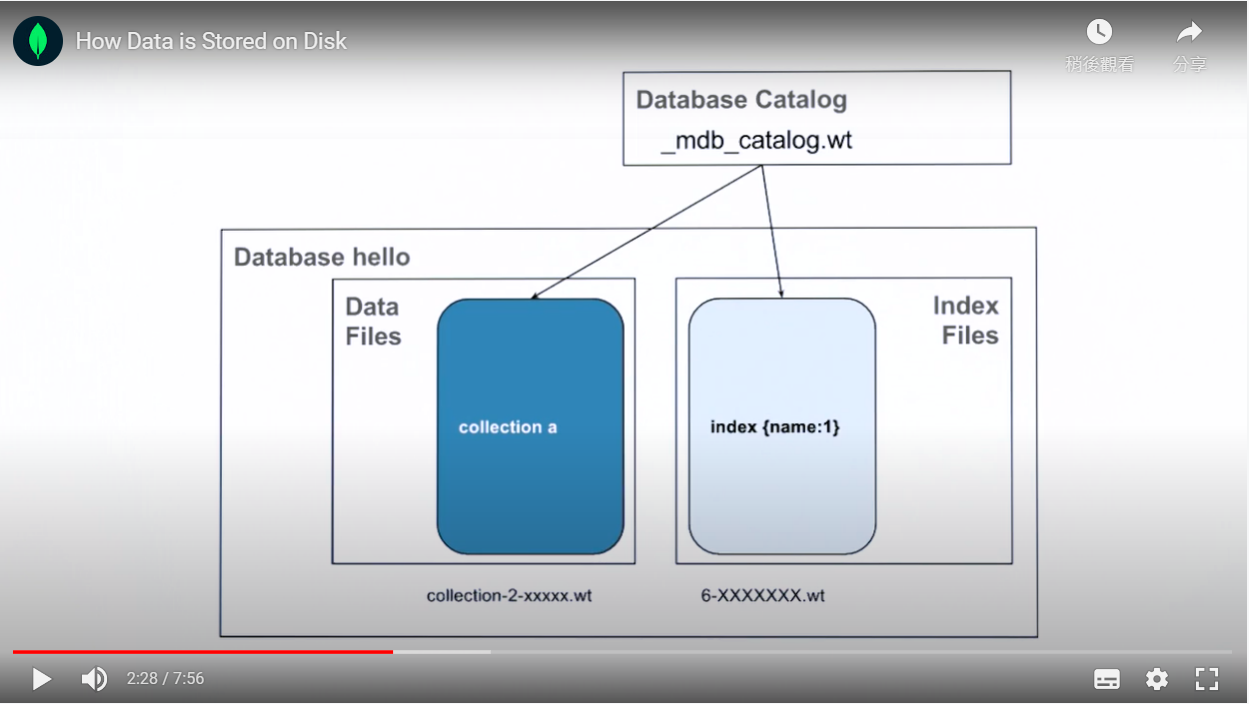 How Data is Stored on Disk
稍後觀看
分享
Database Catalog
_mdb_catalog.wt
Database hello
Data
Files
collection a
index {name:1}
Index
Files
collection-2-xxxxx.wt
6-XXXXXXX.wt
2:28 / 7:56